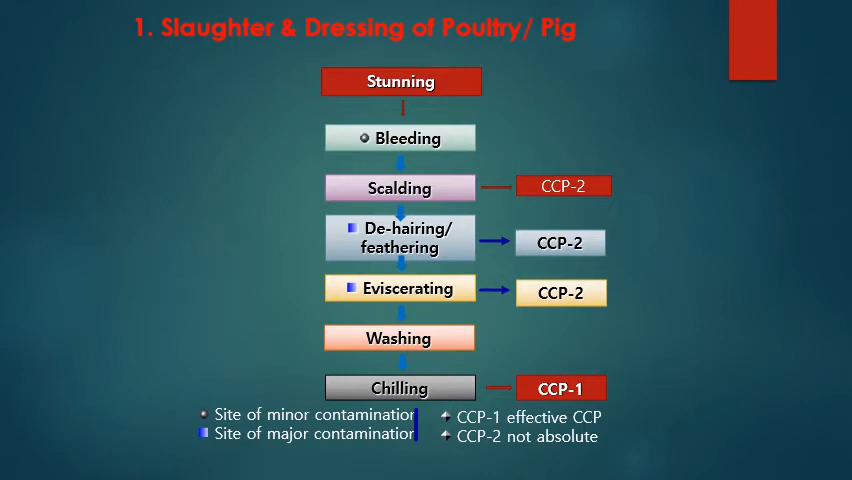 1. Slaughter & Dressing of Poultry/ Pig
Stunning
Bleeding
Scalding
CCP-2
De-hairing/
feathering
CCP-2
Eviscerating
CCP-2
Washing
Chilling
CCP-1
Site of minor contamination
Site of major contamination
CCP-1 effective CCP
CCP-2 not absolute